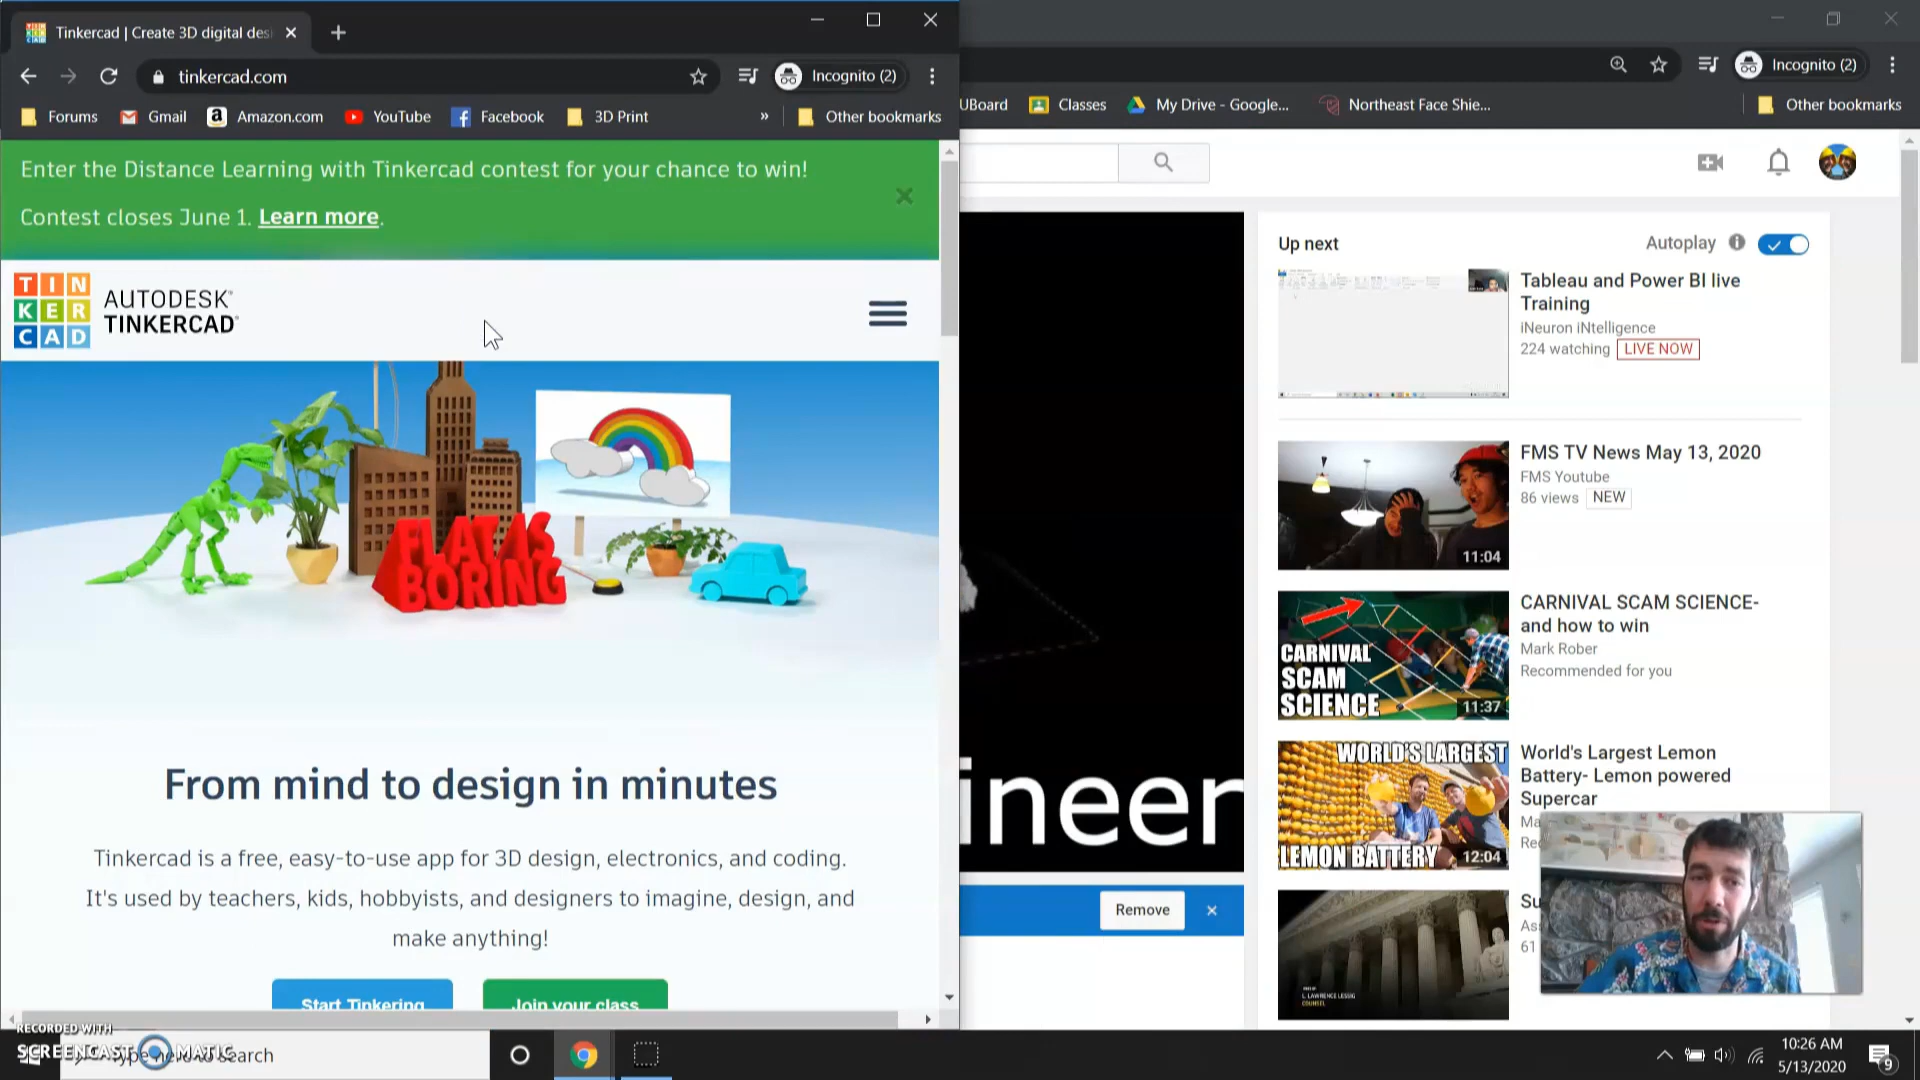 Tinkercad | Create 3D digital des
tinkercad.com
Incognito (2)
Forums
Gmail
Amazon.com
YouTube
Facebook
3D Print
»
Other bookmarks
Enter the Distance Learning with Tinkercad contest for your chance to win!
Contest closes June 1. Learn more.
TIN
KER
CAD
AUTODESK®
TINKERCAD®
FLAT IS
BORING
From mind to design in minutes
Tinkercad is a free, easy-to-use app for 3D design, electronics, and coding.
It's used by teachers, kids, hobbyists, and designers to imagine, design, and
make anything!
Start Tinkering
Join your class
Incognito (2)
UBoard
Classes
My Drive - Google...
Northeast Face Shie...
Other bookmarks
ineer
Remove
Up next
Autoplay
Tableau and Power BI live
Training
iNeuron iNtelligence
224 watching
LIVE NOW
11:04
FMS TV News May 13, 2020
FMS Youtube
86 views
NEW
CARNIVAL
SCAM
SCIENCE
11:37
CARNIVAL SCAM SCIENCE-
and how to win
Mark Rober
Recommended for you
WORLD'S LARGEST
LEMON BATTERY
12:04
World's Largest Lemon
Battery- Lemon powered
Supercar
Ma
Rec
L LAWRENCE LESSIG
COUNSEL
Su
As
61
RECORDED WITH
SCREENCAST MATIC
Type here to search
10:26 AM
5/13/2020
9